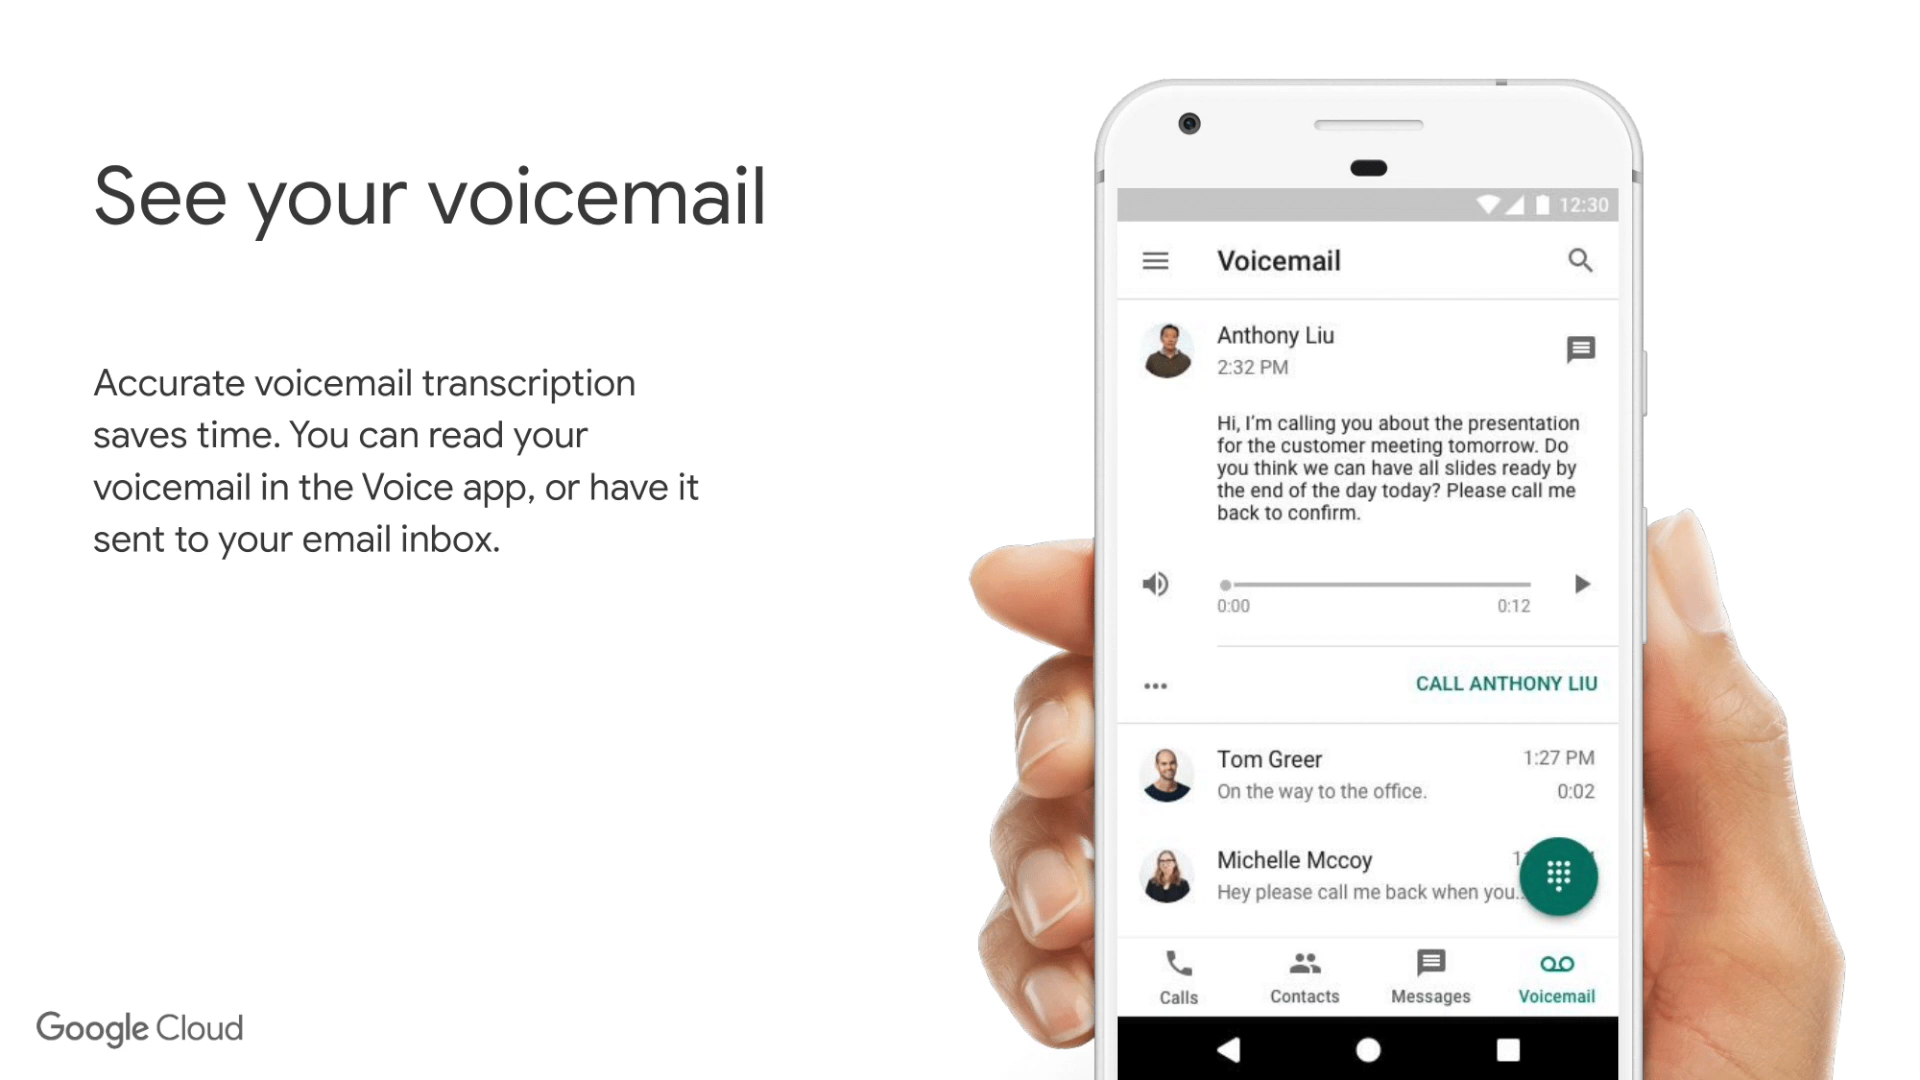 See your voicemail
Accurate voicemail transcription
saves time. You can read your
voicemail in the Voice app, or have it
sent to your email inbox.
Google Cloud
12:30
Voicemail
Anthony Liu
2:32 PM
Hi, I'm calling you about the presentation
for the customer meeting tomorrow. Do
you think we can have all slides ready by
the end of the day today? Please call me
back to confirm.
0:00 0:12
CALL ANTHONY LIU
Tom Greer 1:27 PM
On the way to the office. 0:02
Michelle Mccoy
Hey please call me back when you..
Calls Contacts Messages Voicemail